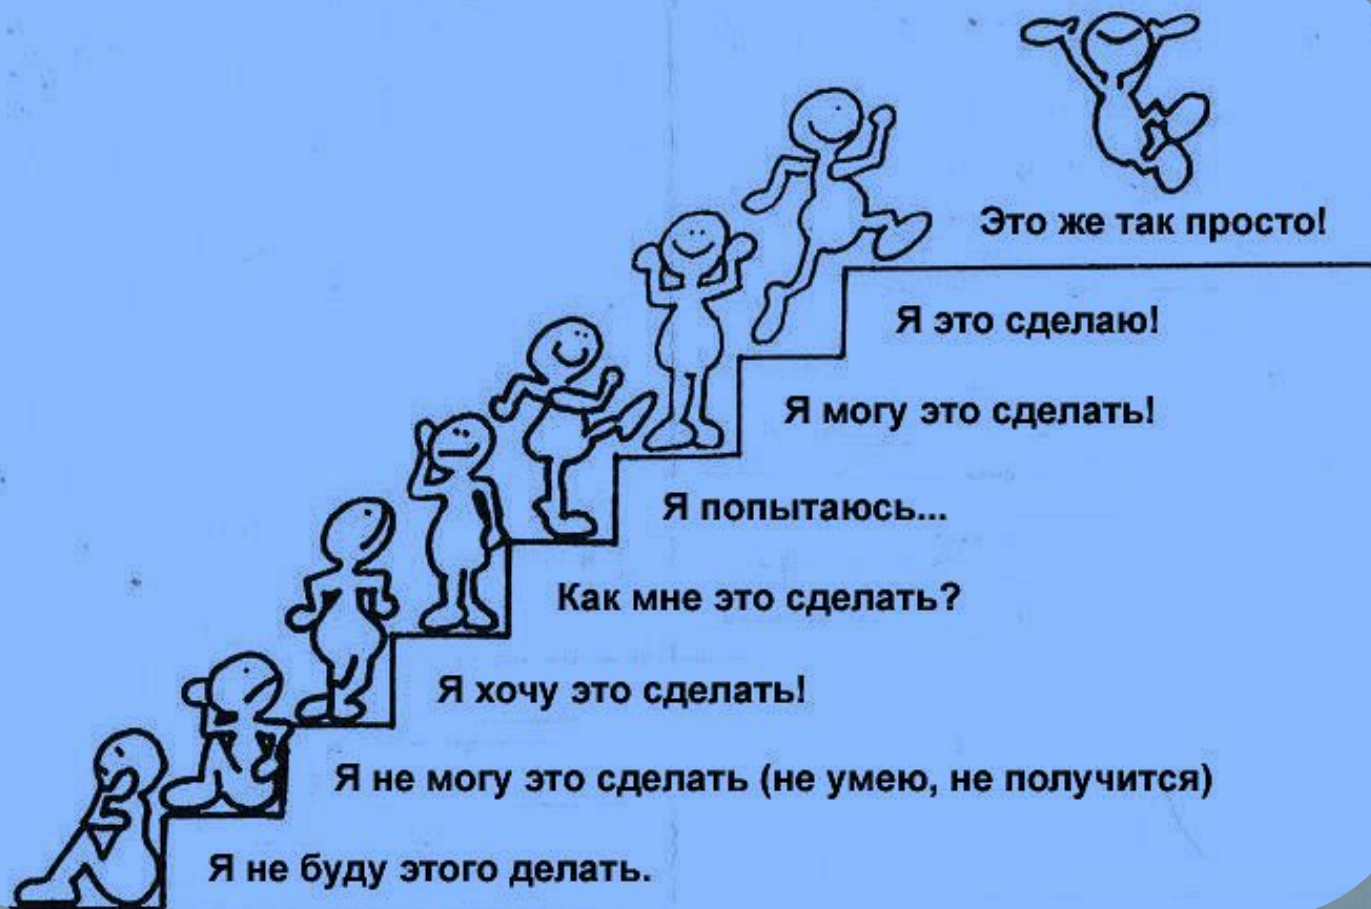 Это же так просто!
Я это сделаю!
Я могу это сделать!
Я попытаюсь...
Как мне это сделать?
Я хочу это сделать!
Я не могу это сделать (не умею, не получится)
Я не буду этого делать.